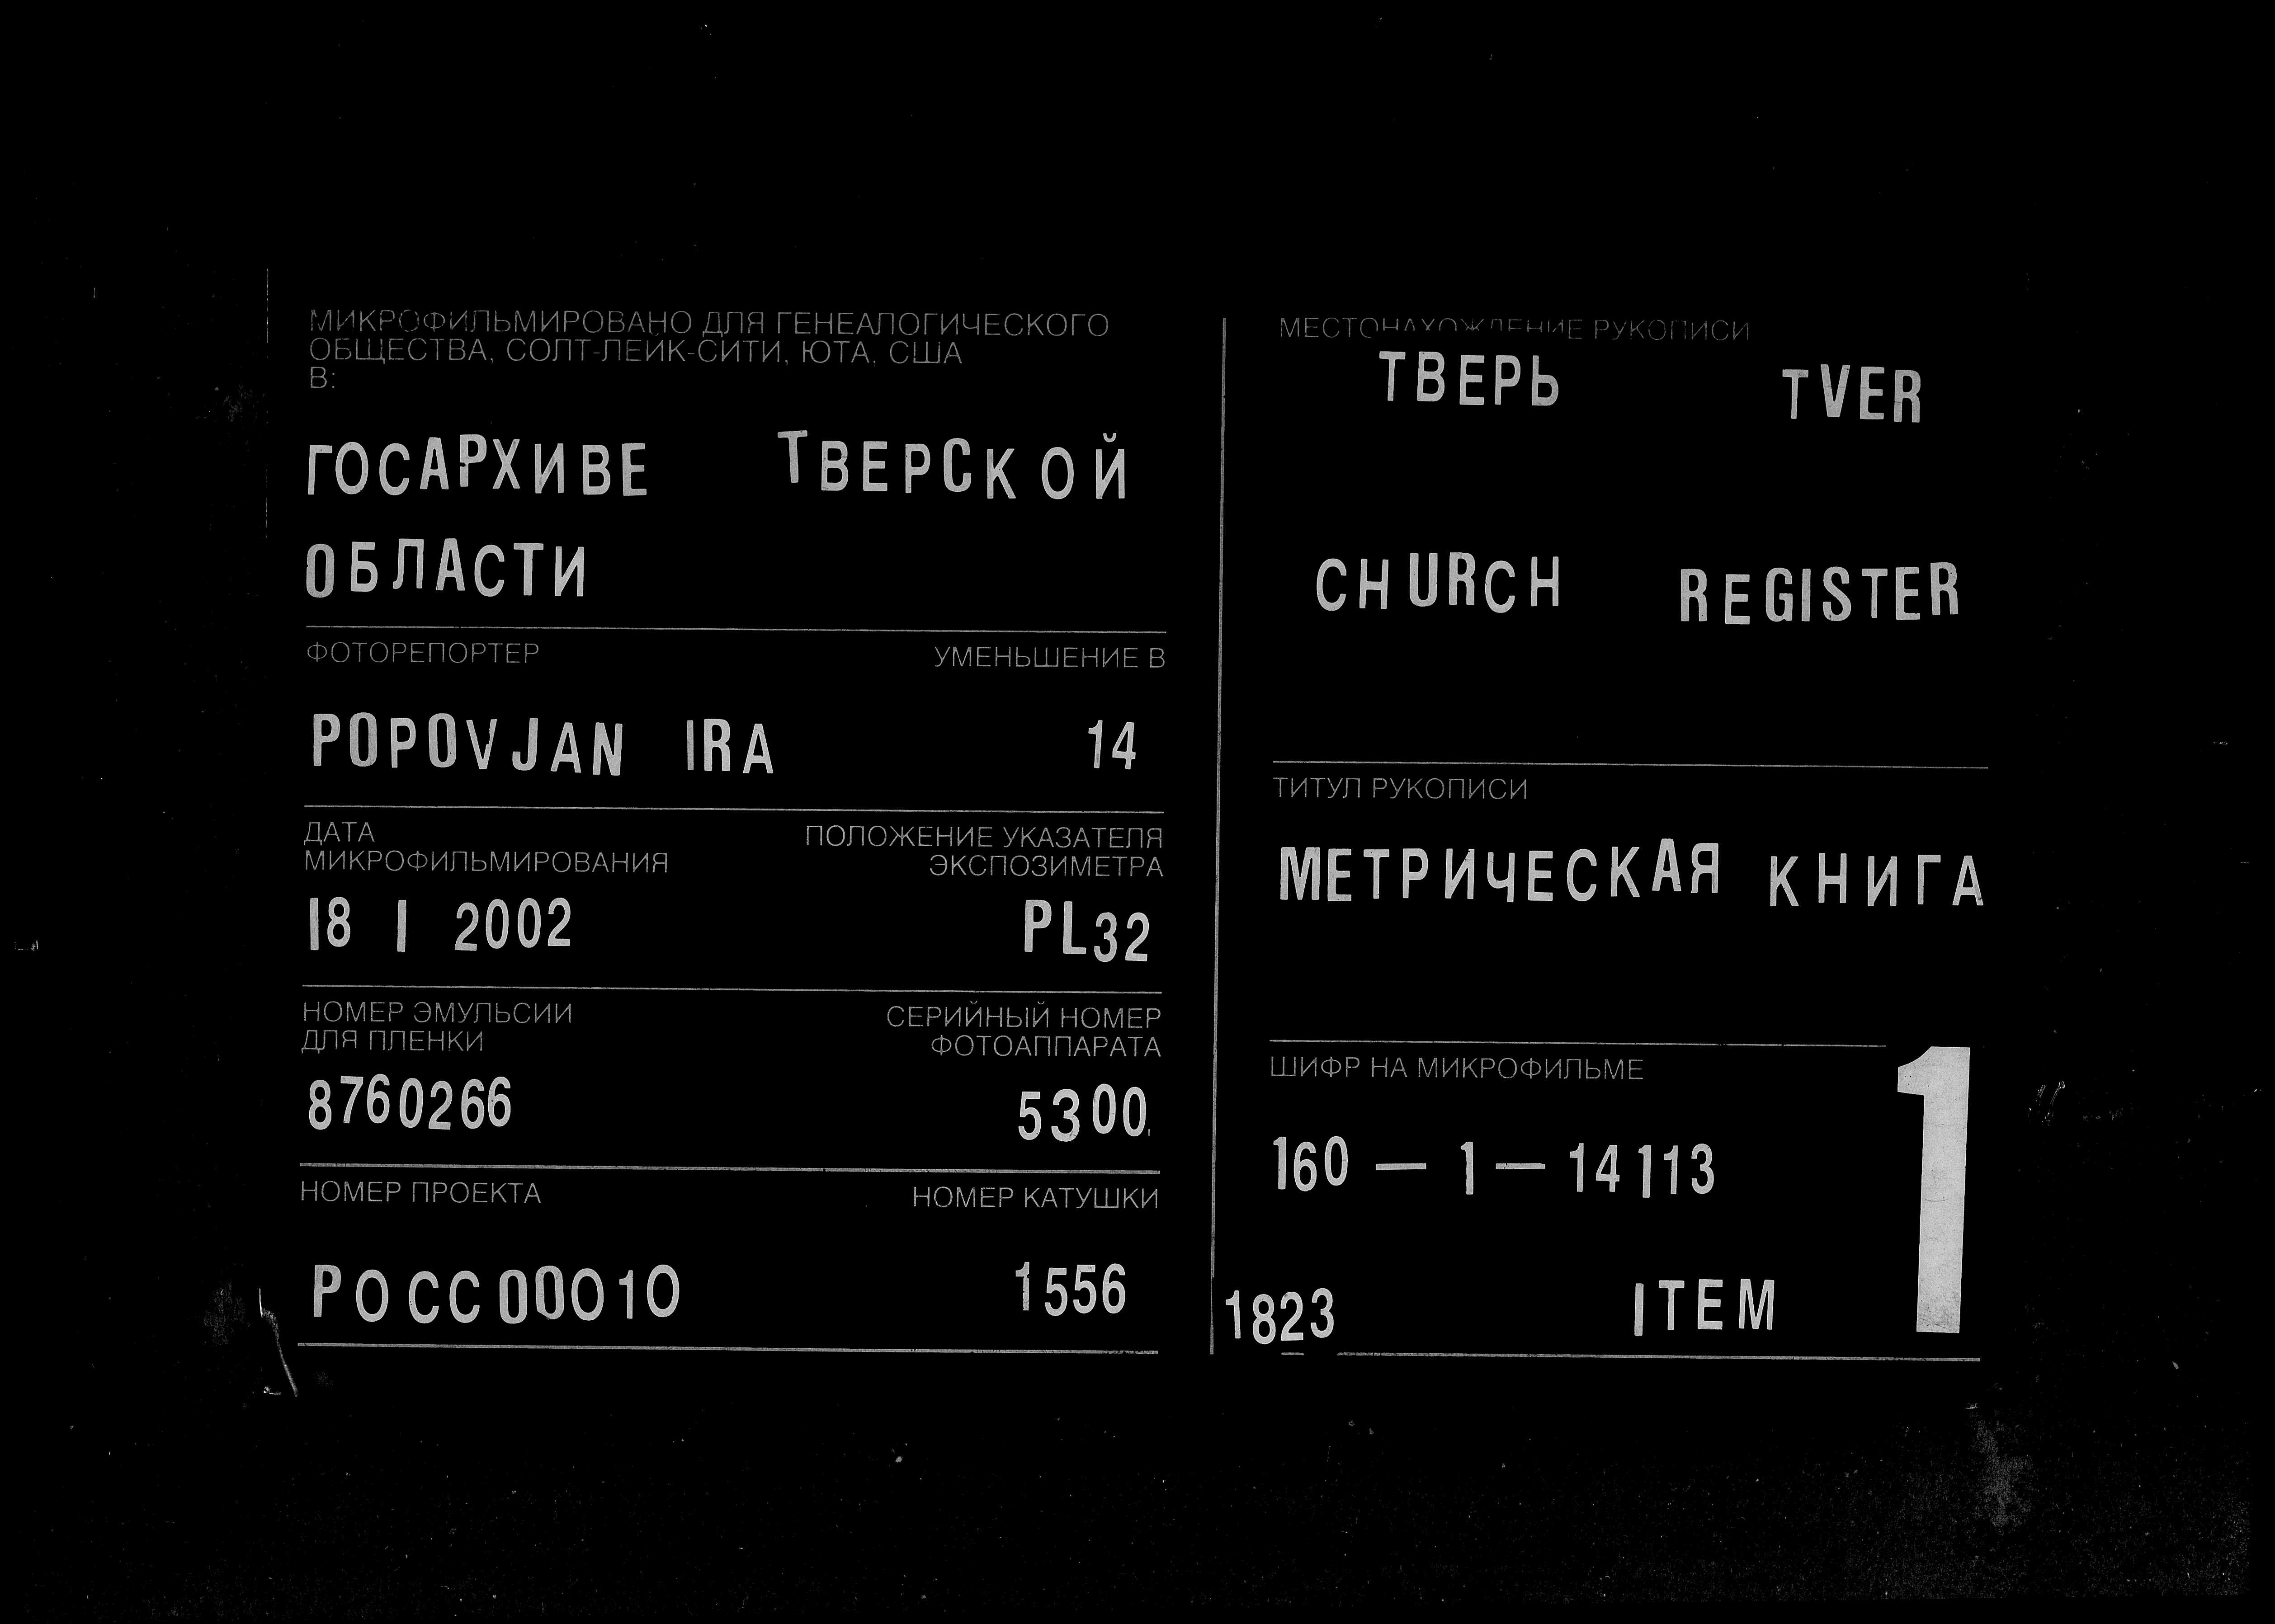 МИКРОФИЛЬМИРОВАНО ДЛЯ ГЕНЕАЛОГИЧЕСКОГО
ОБЩЕСТВА, СОЛТ-ЛЕЙК-СИТИ, ЮТА, США
В:
ГОСАРХИВЕ ТВЕРСКОЙ
ОБЛАСТИ
ФОТОРЕПОРТЕР УМЕНЬШЕНИЕ В
POPOVJAN IRA 14
ДАТА
МИКРОФИЛЬМИРОВАНИЯ
ПОЛОЖЕНИЕ УКАЗАТЕЛЯ
ЭКСПОЗИМЕТРА
18 I 2002 PL32
НОМЕР ЭМУЛЬСИИ
ДЛЯ ПЛЕНКИ
СЕРИЙНЫЙ НОМЕР
ФОТОАППАРАТА
8760266 5300
НОМЕР ПРОЕКТА НОМЕР КАТУШКИ
РОСС00010 1556
МЕСТОНАХОЖДЕНИЕ РУКОПИСИ
ТВЕРЬ TVER
CHURCH REGISTER
ТИТУЛ РУКОПИСИ
МЕТРИЧЕСКАЯ КНИГА
ШИФР НА МИКРОФИЛЬМЕ
160 — 1 — 14113
1823 ITEM 1